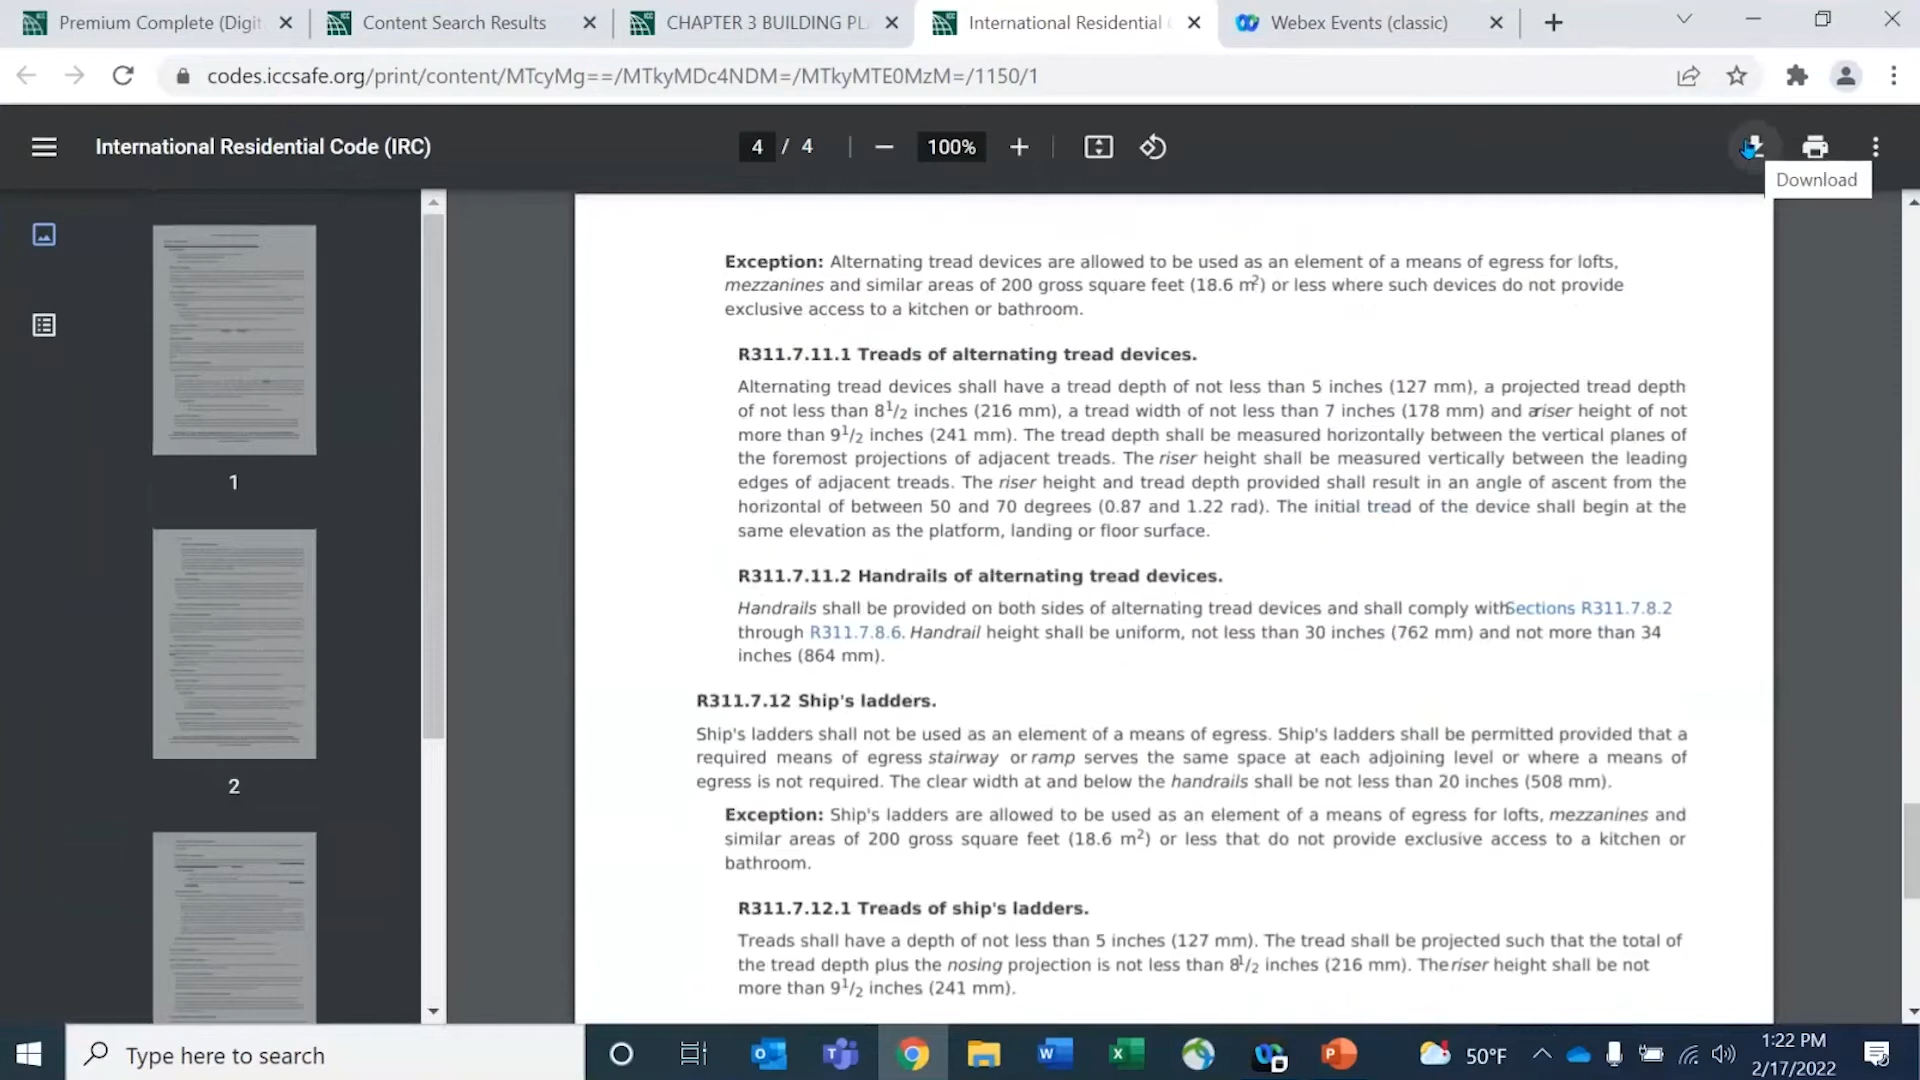 Premium Complete (Digit
Content Search Results
CHAPTER 3 BUILDING PL
International Residential
Webex Events (classic)
codes.iccsafe.org/print/content/MTcyMg==/MTkyMDc4NDM=/MTkyMTE0MzM=/1150/1
International Residential Code (IRC)
4 / 4
100%
Download
1
2
Exception: Alternating tread devices are allowed to be used as an element of a means of egress for lofts,
mezzanines and similar areas of 200 gross square feet (18.6 m²) or less where such devices do not provide
exclusive access to a kitchen or bathroom.
R311.7.11.1 Treads of alternating tread devices.
Alternating tread devices shall have a tread depth of not less than 5 inches (127 mm), a projected tread depth
of not less than 8 1/2 inches (216 mm), a tread width of not less than 7 inches (178 mm) and a riser height of not
more than 9 1/2 inches (241 mm). The tread depth shall be measured horizontally between the vertical planes of
the foremost projections of adjacent treads. The riser height shall be measured vertically between the leading
edges of adjacent treads. The riser height and tread depth provided shall result in an angle of ascent from the
horizontal of between 50 and 70 degrees (0.87 and 1.22 rad). The initial tread of the device shall begin at the
same elevation as the platform, landing or floor surface.
R311.7.11.2 Handrails of alternating tread devices.
Handrails shall be provided on both sides of alternating tread devices and shall comply with Sections R311.7.8.2
through R311.7.8.6. Handrail height shall be uniform, not less than 30 inches (762 mm) and not more than 34
inches (864 mm).
R311.7.12 Ship's ladders.
Ship's ladders shall not be used as an element of a means of egress. Ship's ladders shall be permitted provided that a
required means of egress stairway or ramp serves the same space at each adjoining level or where a means of
egress is not required. The clear width at and below the handrails shall be not less than 20 inches (508 mm).
Exception: Ship's ladders are allowed to be used as an element of a means of egress for lofts, mezzanines and
similar areas of 200 gross square feet (18.6 m²) or less that do not provide exclusive access to a kitchen or
bathroom.
R311.7.12.1 Treads of ship's ladders.
Treads shall have a depth of not less than 5 inches (127 mm). The tread shall be projected such that the total of
the tread depth plus the nosing projection is not less than 8 1/2 inches (216 mm). The riser height shall be not
more than 9 1/2 inches (241 mm).
Type here to search
50°F
1:22 PM
2/17/2022